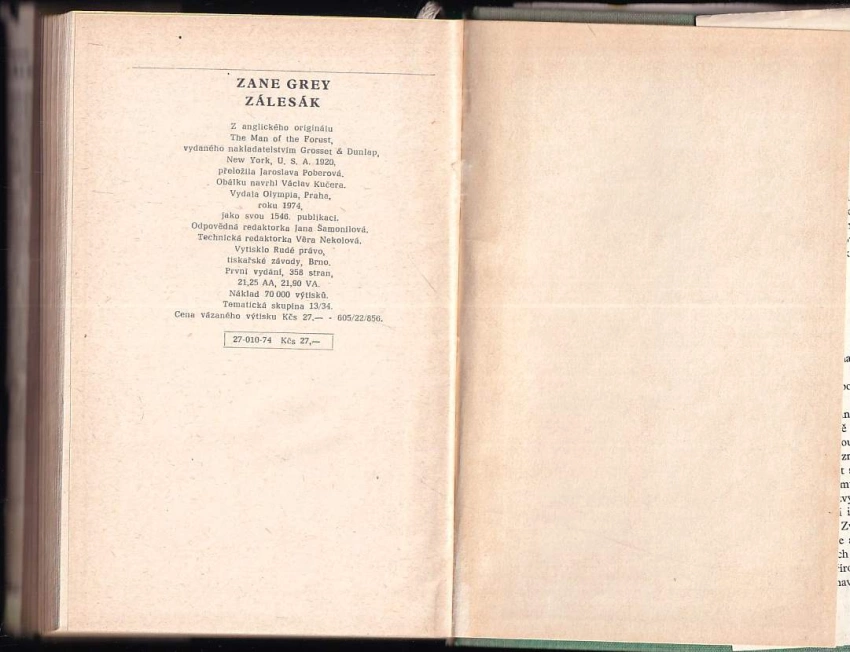 ZANE GREY
ZÁLESÁK
Z anglického originálu
The Man of the Forust,
vydaného nakladatelstvím Grosset & Dunlap,
New York, U. S. A. 1920,
přeložila Jaroslava Poberová.
Obálku navrhl Václav Kučera.
Vydala Olympia, Praha,
roku 1974,
jako svou 1546. publikaci.
Odpovědná redaktorka Jana Šamonilová.
Technická redaktorka Věra Nekolová.
Vytisklo Rudé právo,
tiskařské závody, Brno.
První vydání, 356 stran,
21,25 AA, 21,60 VA.
Náklad 70 000 výtisků.
Tematická skupina 13/34.
Cena vázaného výtisku Kčs 27,— - 605/22/856.
27-010-74 Kčs 27,—